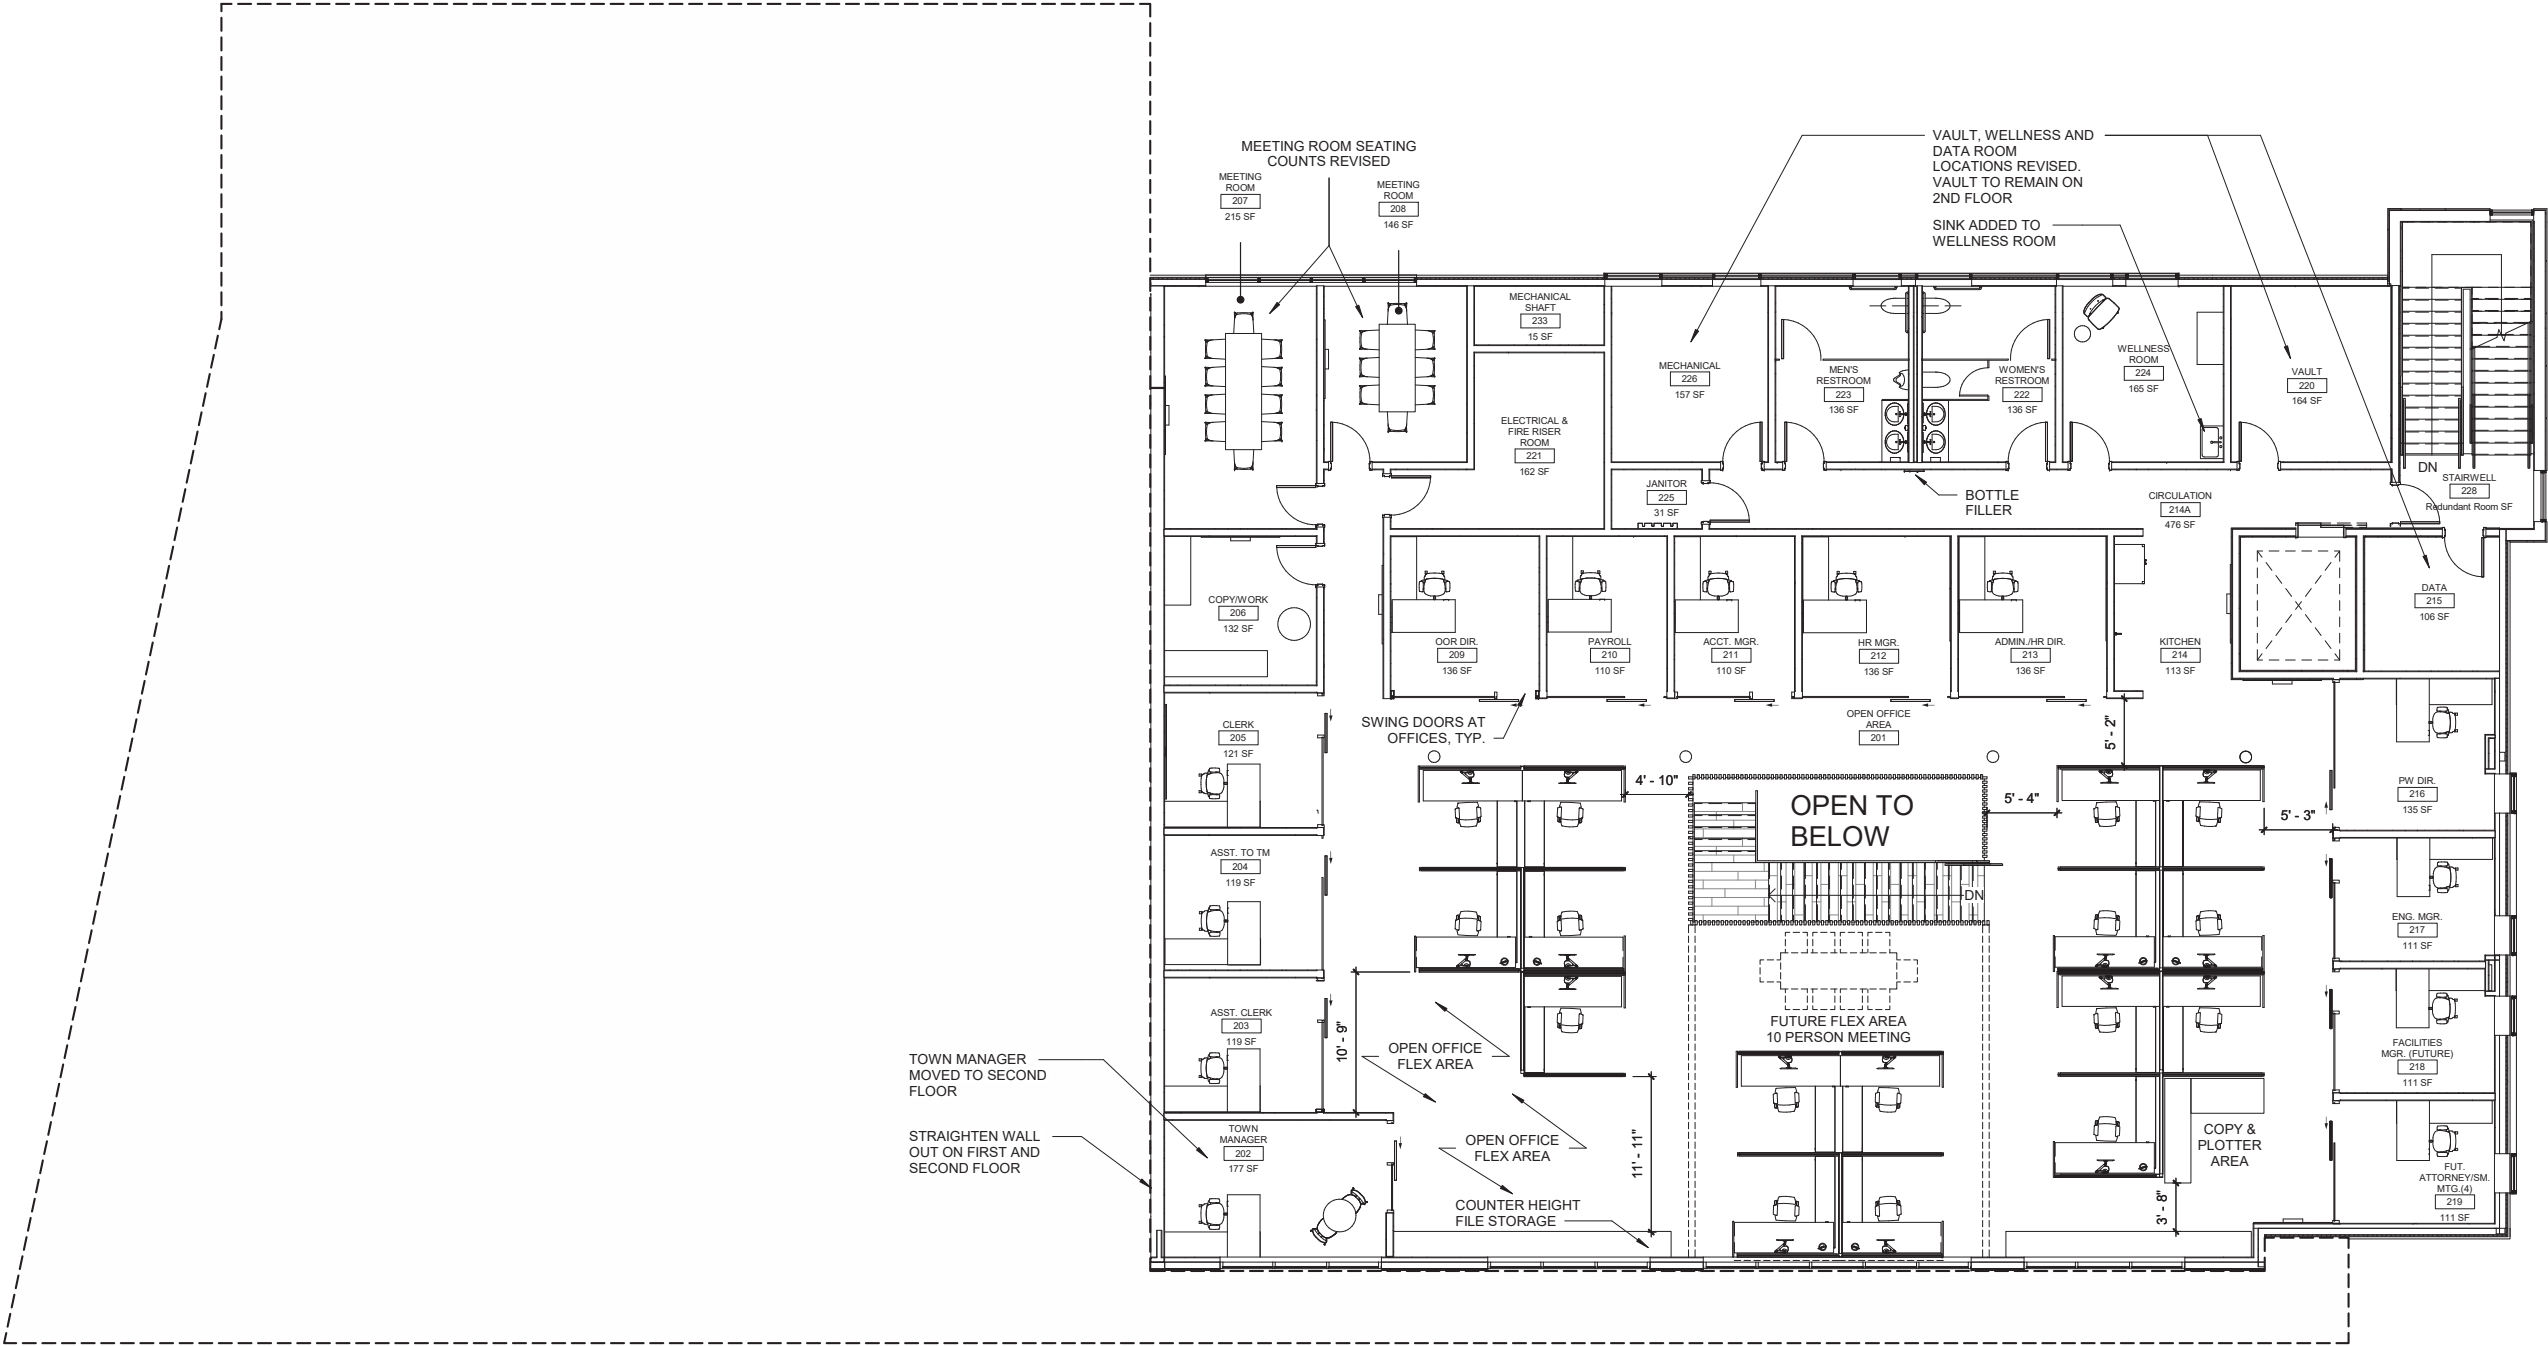 MEETING ROOM SEATING
COUNTS REVISED
MEETING
ROOM
207
215 SF
MEETING
ROOM
208
146 SF
VAULT, WELLNESS AND
DATA ROOM
LOCATIONS REVISED.
VAULT TO REMAIN ON
2ND FLOOR
SINK ADDED TO
WELLNESS ROOM
MECHANICAL
SHAFT
233
15 SF
ELECTRICAL &
FIRE RISER
ROOM
221
162 SF
MECHANICAL
226
157 SF
MEN'S
RESTROOM
223
136 SF
WOMEN'S
RESTROOM
222
136 SF
WELLNESS
ROOM
224
165 SF
VAULT
220
164 SF
DN
STAIRWELL
228
Redundant Room SF
JANITOR
225
31 SF
BOTTLE
FILLER
CIRCULATION
214A
476 SF
COPY/WORK
206
132 SF
OOR DIR.
209
136 SF
PAYROLL
210
110 SF
ACCT. MGR.
211
110 SF
HR MGR.
212
136 SF
ADMIN./HR DIR.
213
136 SF
KITCHEN
214
113 SF
DATA
215
106 SF
CLERK
205
121 SF
SWING DOORS AT
OFFICES, TYP.
OPEN OFFICE
AREA
201
5' - 2"
4' - 10"
OPEN TO
BELOW
5' - 4"
5' - 3"
PW DIR.
216
135 SF
ASST. TO TM
204
119 SF
DN
ENG. MGR.
217
111 SF
ASST. CLERK
203
119 SF
10' - 9"
OPEN OFFICE
FLEX AREA
FUTURE FLEX AREA
10 PERSON MEETING
FACILITIES
MGR. (FUTURE)
218
111 SF
TOWN MANAGER
MOVED TO SECOND
FLOOR
STRAIGHTEN WALL
OUT ON FIRST AND
SECOND FLOOR
TOWN
MANAGER
202
177 SF
OPEN OFFICE
FLEX AREA
11' - 11"
COPY &
PLOTTER
AREA
FUT.
ATTORNEY/SM.
MTG.(4)
219
111 SF
COUNTER HEIGHT
FILE STORAGE
3' - 8"